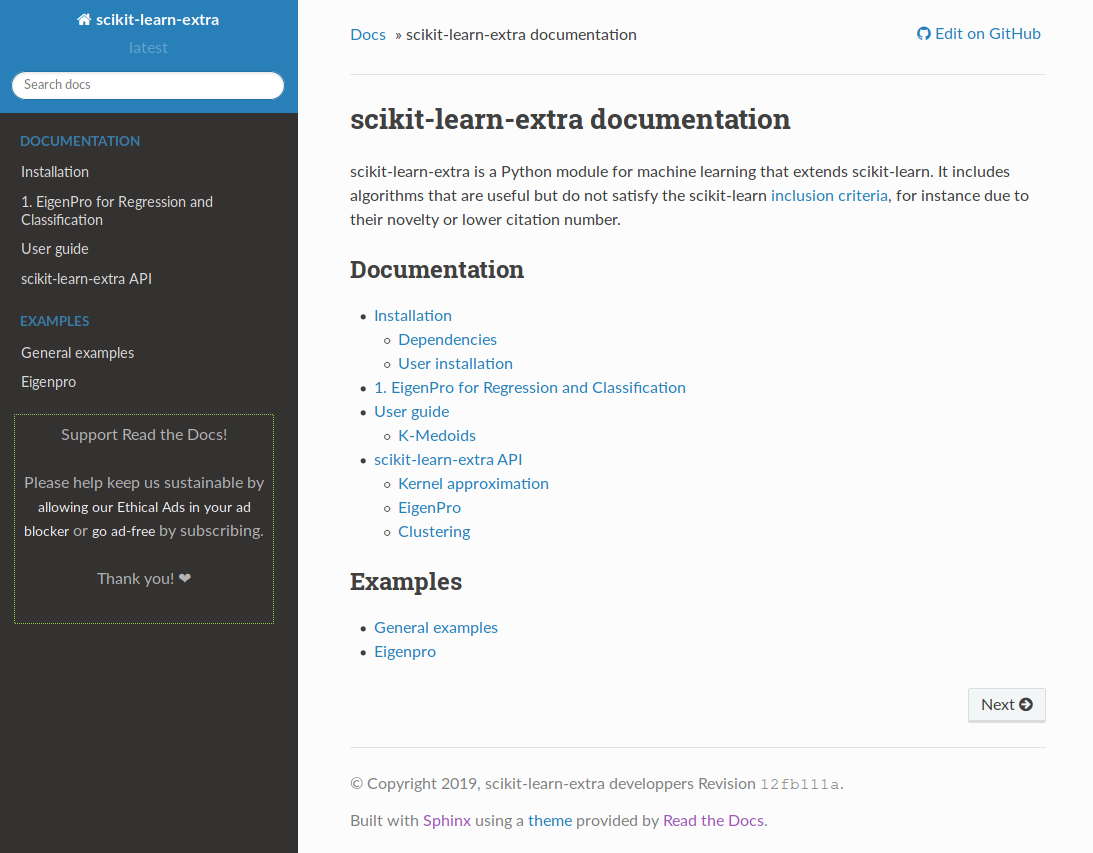 scikit-learn-extra
latest
Search docs
DOCUMENTATION
Installation
1. EigenPro for Regression and
Classification
User guide
scikit-learn-extra API
EXAMPLES
General examples
Eigenpro
Support Read the Docs!
Please help keep us sustainable by
allowing our Ethical Ads in your ad
blocker or go ad-free by subscribing.
Thank you! ❤
Docs » scikit-learn-extra documentation
Edit on GitHub
scikit-learn-extra documentation
scikit-learn-extra is a Python module for machine learning that extends scikit-learn. It includes
algorithms that are useful but do not satisfy the scikit-learn inclusion criteria, for instance due to
their novelty or lower citation number.
Documentation
• Installation
◦ Dependencies
◦ User installation
• 1. EigenPro for Regression and Classification
• User guide
◦ K-Medoids
• scikit-learn-extra API
◦ Kernel approximation
◦ EigenPro
◦ Clustering
Examples
• General examples
• Eigenpro
Next
© Copyright 2019, scikit-learn-extra developpers Revision 12fb111a.
Built with Sphinx using a theme provided by Read the Docs.